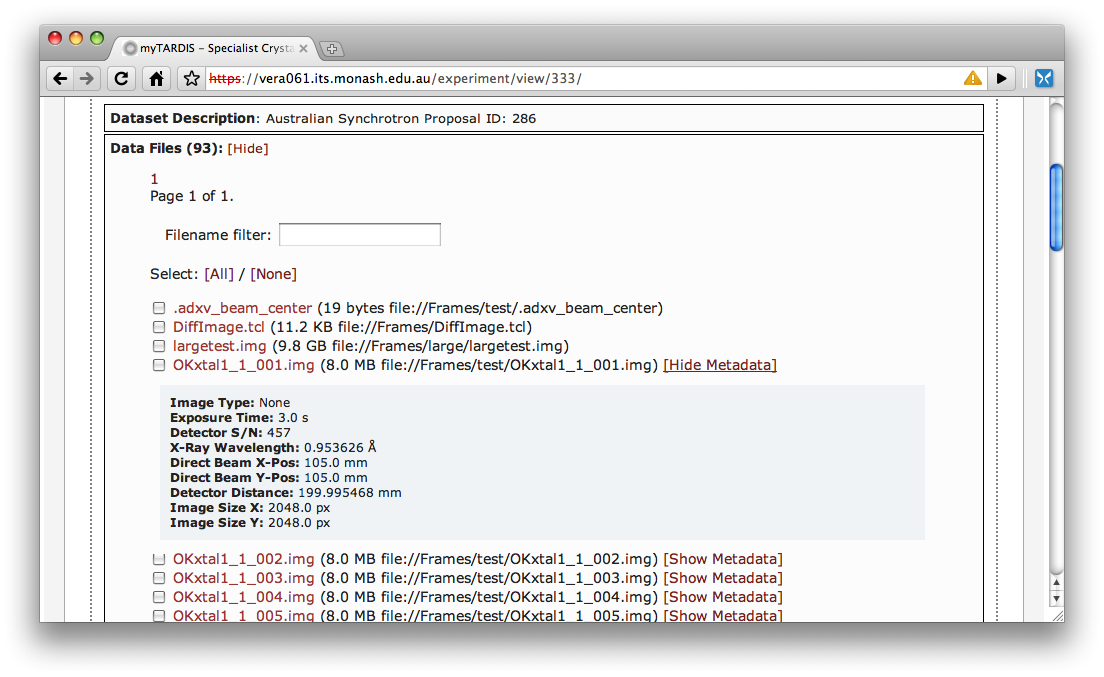 myTARDIS – Specialist Crysta
https://vera061.its.monash.edu.au/experiment/view/333/
Dataset Description: Australian Synchrotron Proposal ID: 286
Data Files (93): [Hide]
1
Page 1 of 1.
Filename filter:
Select: [All] / [None]
.adxv_beam_center (19 bytes file://Frames/test/.adxv_beam_center)
DiffImage.tcl (11.2 KB file://Frames/DiffImage.tcl)
largetest.img (9.8 GB file://Frames/large/largetest.img)
OKxtal1_1_001.img (8.0 MB file://Frames/test/OKxtal1_1_001.img) [Hide Metadata]
Image Type: None
Exposure Time: 3.0 s
Detector S/N: 457
X-Ray Wavelength: 0.953626 Å
Direct Beam X-Pos: 105.0 mm
Direct Beam Y-Pos: 105.0 mm
Detector Distance: 199.995468 mm
Image Size X: 2048.0 px
Image Size Y: 2048.0 px
OKxtal1_1_002.img (8.0 MB file://Frames/test/OKxtal1_1_002.img) [Show Metadata]
OKxtal1_1_003.img (8.0 MB file://Frames/test/OKxtal1_1_003.img) [Show Metadata]
OKxtal1_1_004.img (8.0 MB file://Frames/test/OKxtal1_1_004.img) [Show Metadata]
OKxtal1_1_005.img (8.0 MB file://Frames/test/OKxtal1_1_005.img) [Show Metadata]